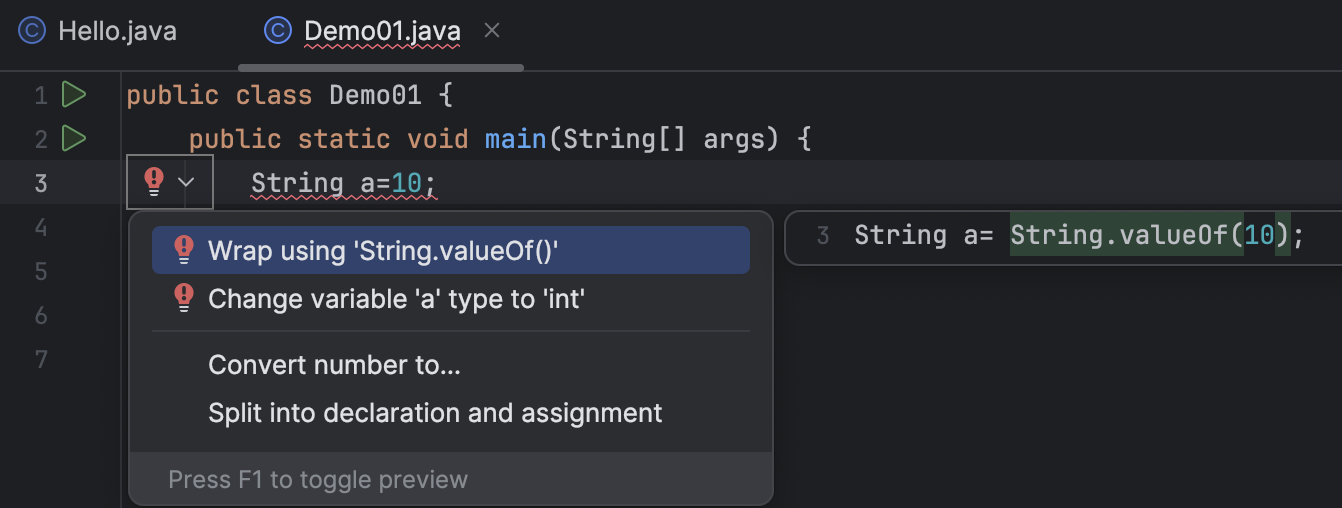 C Hello.java C Demo01.java ×
1 public class Demo01 {
2 public static void main(String[] args) {
3 String a=10;
4
Wrap using 'String.valueOf()'
3 String a= String.valueOf(10);
5
Change variable 'a' type to 'int'
6
7
Convert number to...
Split into declaration and assignment
Press F1 to toggle preview